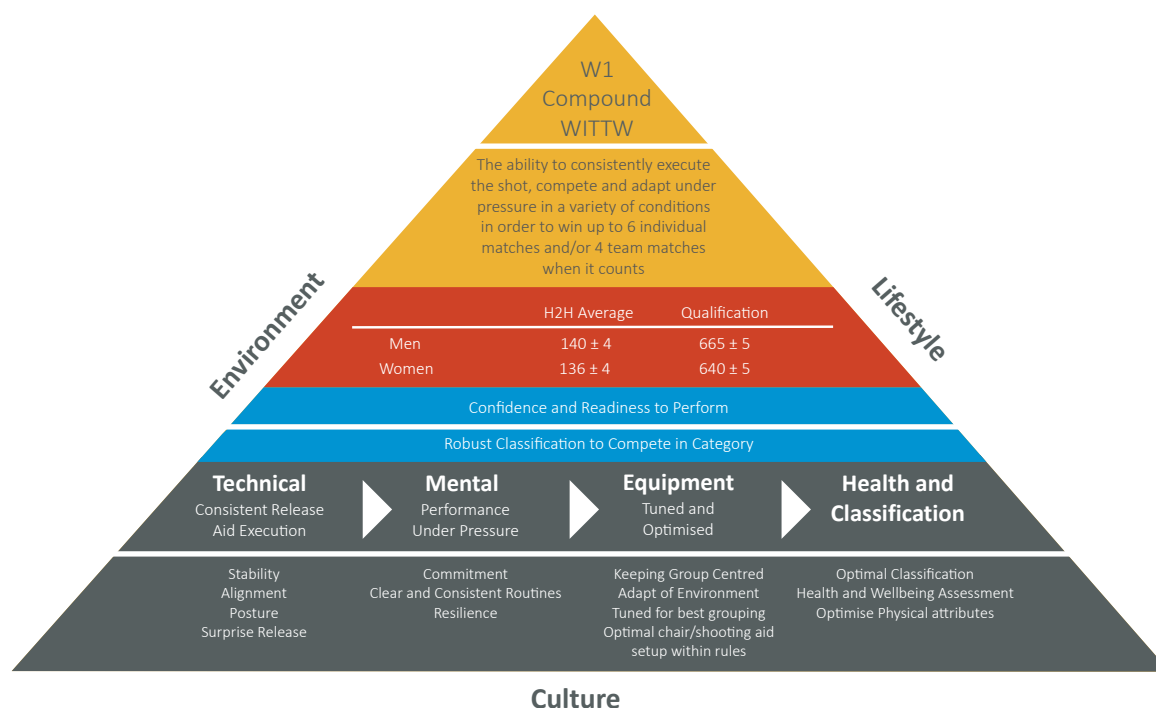 W1
Compound
WITTW
The ability to consistently execute
the shot, compete and adapt under
pressure in a variety of conditions
in order to win up to 6 individual
matches and/or 4 team matches
when it counts
Environment
Lifestyle
H2H Average Qualification
Men 140 ± 4 665 ± 5
Women 136 ± 4 640 ± 5
Confidence and Readiness to Perform
Robust Classification to Compete in Category
Technical
Consistent Release
Aid Execution
Mental
Performance
Under Pressure
Equipment
Tuned and
Optimised
Health and
Classification
Stability
Alignment
Posture
Surprise Release
Commitment
Clear and Consistent Routines
Resilience
Keeping Group Centred
Adapt of Environment
Tuned for best grouping
Optimal chair/shooting aid
setup within rules
Optimal Classification
Health and Wellbeing Assessment
Optimise Physical attributes
Culture